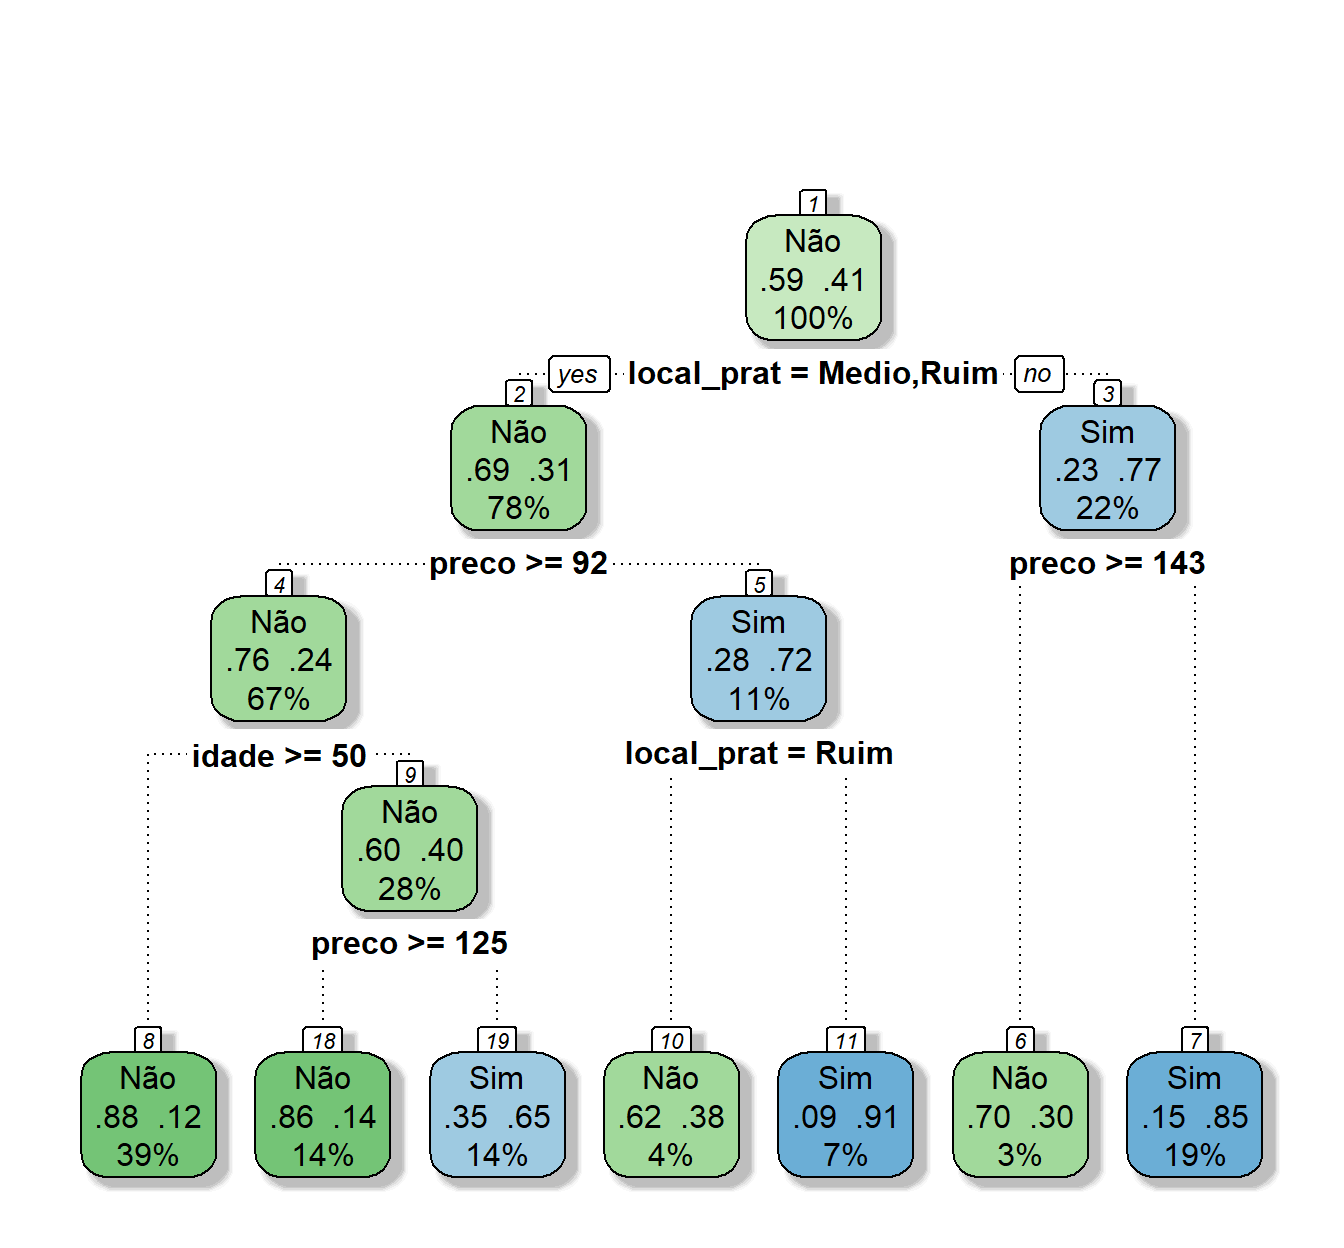 1
Não
.59 .41
100%
yes local_prat = Medio,Ruim no
2
Não
.69 .31
78%
3
Sim
.23 .77
22%
preco >= 92
preco >= 143
4
Não
.76 .24
67%
5
Sim
.28 .72
11%
idade >= 50
local_prat = Ruim
9
Não
.60 .40
28%
preco >= 125
8
Não
.88 .12
39%
18
Não
.86 .14
14%
19
Sim
.35 .65
14%
10
Não
.62 .38
4%
11
Sim
.09 .91
7%
6
Não
.70 .30
3%
7
Sim
.15 .85
19%